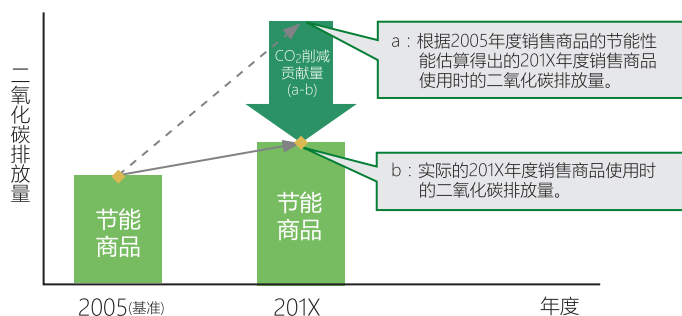 二氧化碳排放量
CO2削减
贡献量
(a-b)
a：根据2005年度销售商品的节能性
能估算得出的201X年度销售商品
使用时的二氧化碳排放量。
b：实际的201X年度销售商品使用时
的二氧化碳排放量。
节能
商品
节能
商品
2005(基准)
201X
年度